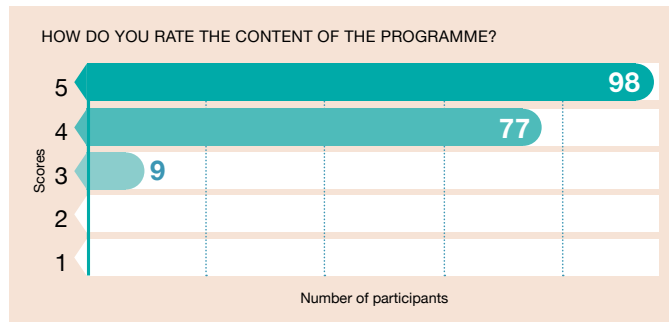 HOW DO YOU RATE THE CONTENT OF THE PROGRAMME?
5 98
4 77
3 9
Scores
2
1
Number of participants